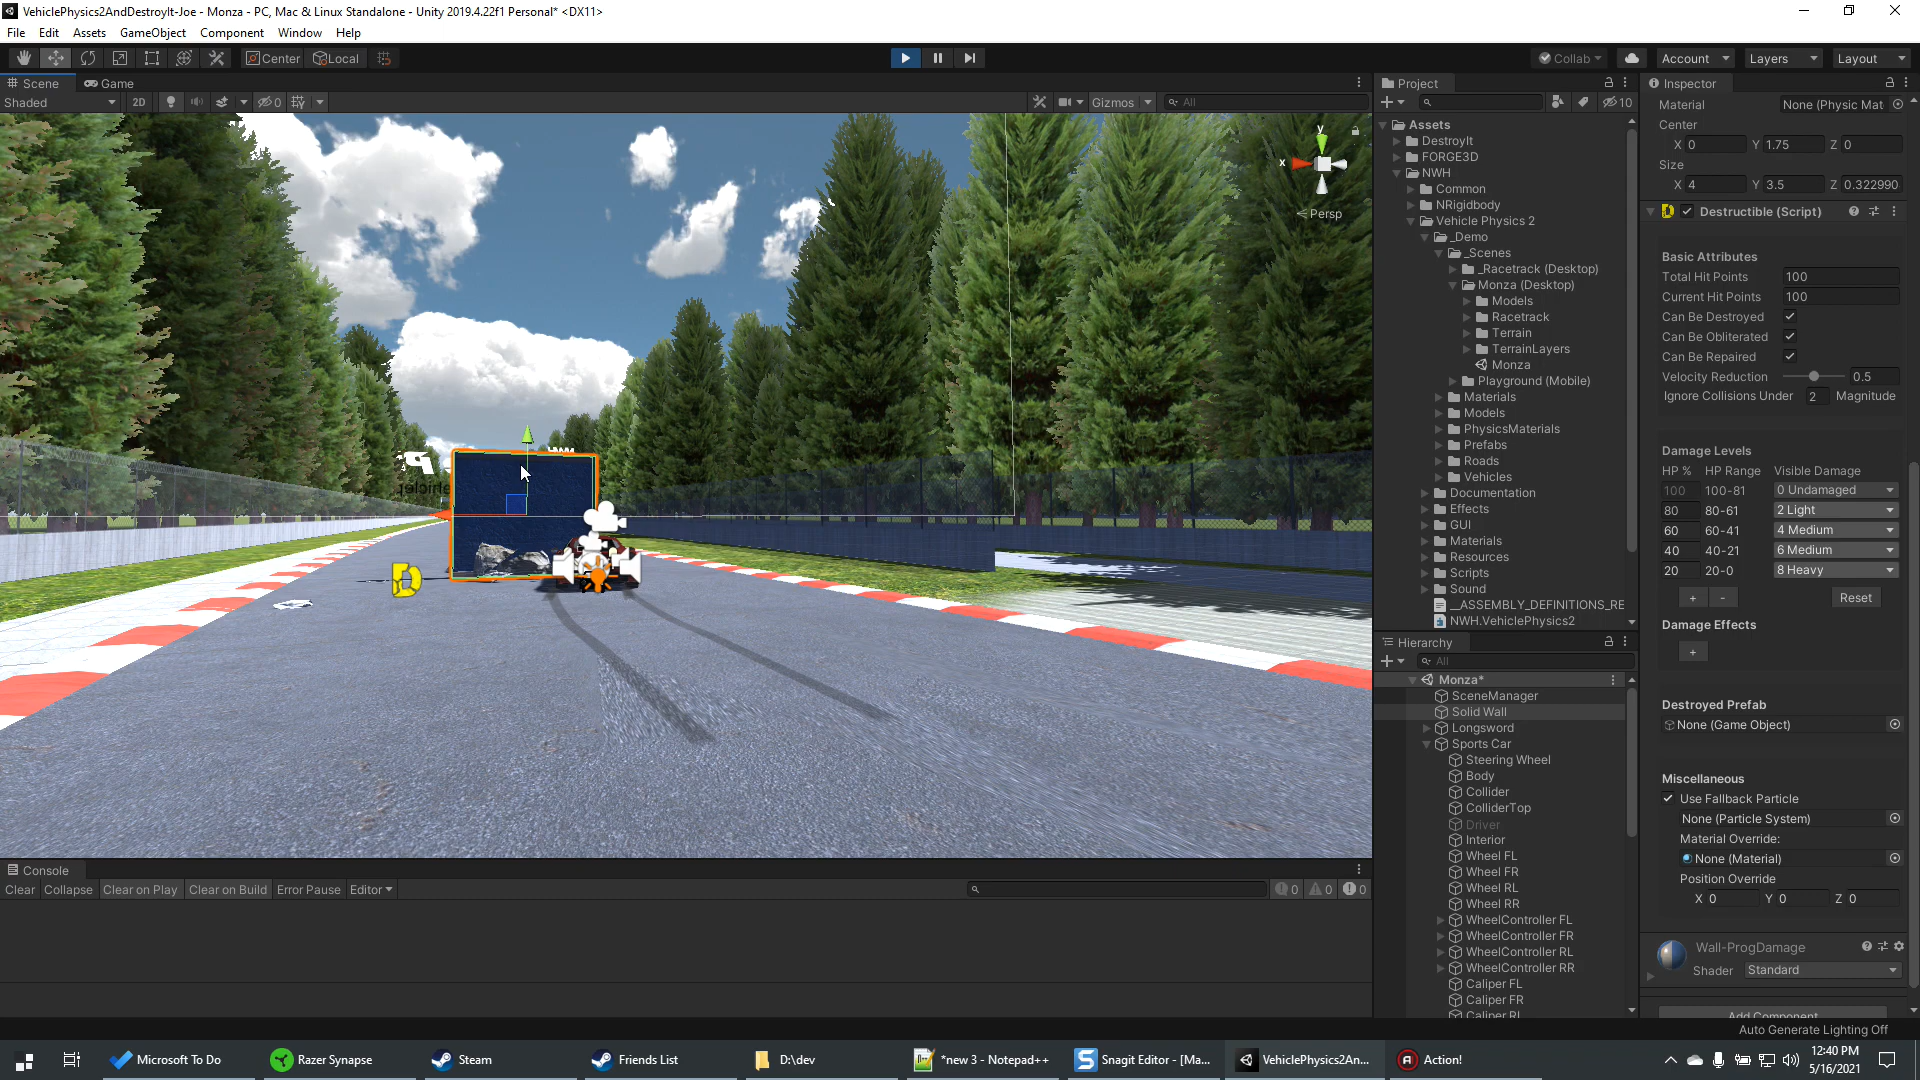 VehiclePhysics2AndDestroyIt-Joe - Monza - PC, Mac & Linux Standalone - Unity 2019.4.22f1 Personal* <DX11>
File Edit Assets GameObject Component Window Help
Center Local Collab Account Layers Layout
Scene Game
Shaded 2D Gizmos All
y
x
Persp
D
Console
Clear Collapse Clear on Play Clear on Build Error Pause Editor 0 0 0
Project
10
Assets
DestroyIt
FORGE3D
NWH
Common
NRigidbody
Vehicle Physics 2
_Demo
_Scenes
_Racetrack (Desktop)
Monza (Desktop)
Models
Racetrack
Terrain
TerrainLayers
Monza
Playground (Mobile)
Materials
Models
PhysicsMaterials
Prefabs
Roads
Vehicles
Documentation
Effects
GUI
Materials
Resources
Scripts
Sound
__ASSEMBLY_DEFINITIONS_RE
NWH.VehiclePhysics2
Hierarchy
All
Monza*
SceneManager
Solid Wall
Longsword
Sports Car
Steering Wheel
Body
Collider
ColliderTop
Driver
Interior
Wheel FL
Wheel FR
Wheel RL
Wheel RR
WheelController FL
WheelController FR
WheelController RL
WheelController RR
Caliper FL
Caliper FR
Caliper RL
Inspector
Material None (Physic Mat
Center
X 0 Y 1.75 Z 0
Size
X 4 Y 3.5 Z 0.322990
D Destructible (Script)
Basic Attributes
Total Hit Points 100
Current Hit Points 100
Can Be Destroyed
Can Be Obliterated
Can Be Repaired
Velocity Reduction 0.5
Ignore Collisions Under 2 Magnitude
Damage Levels
HP % HP Range Visible Damage
100 100-81 0 Undamaged
80 80-61 2 Light
60 60-41 4 Medium
40 40-21 6 Medium
20 20-0 8 Heavy
+ - Reset
Damage Effects
+
Destroyed Prefab
None (Game Object)
Miscellaneous
Use Fallback Particle
None (Particle System)
Material Override:
None (Material)
Position Override
X 0 Y 0 Z 0
Wall-ProgDamage
Shader Standard
Add Component
Auto Generate Lighting Off
Microsoft To Do Razer Synapse Steam Friends List D:\dev *new 3 - Notepad++ Snagit Editor - [Ma... VehiclePhysics2An... Action!
12:40 PM
5/16/2021